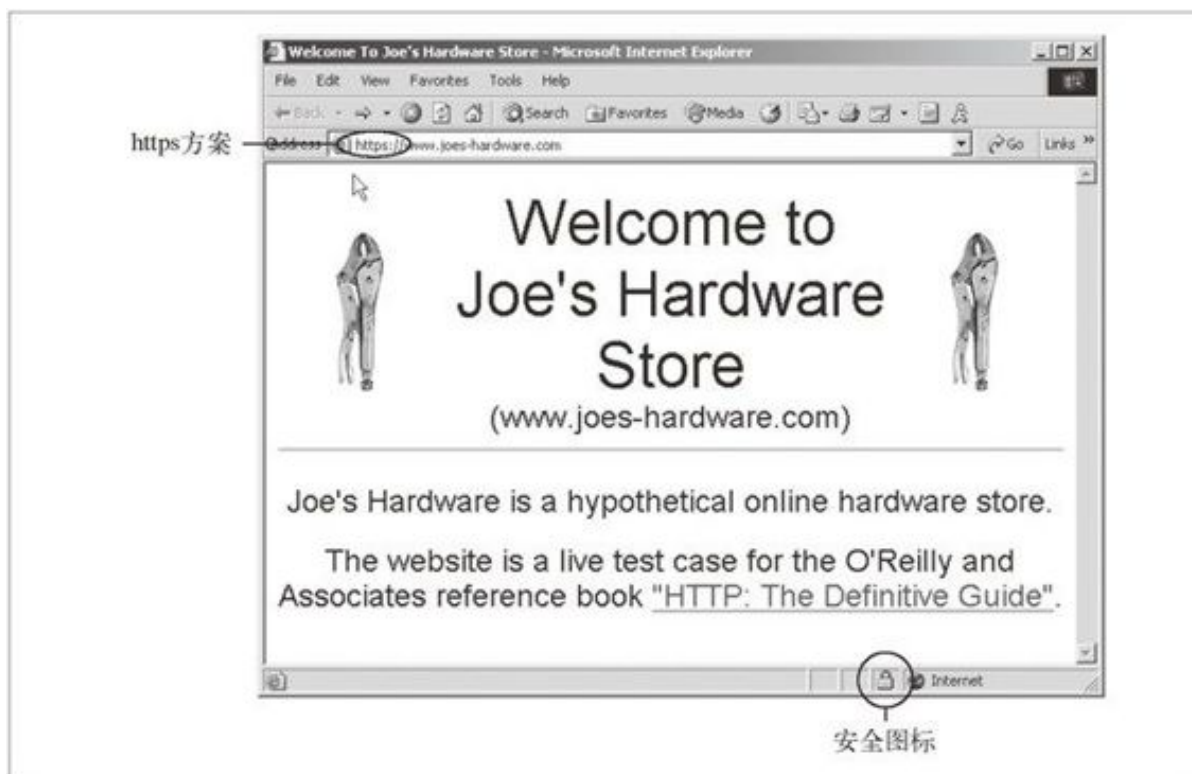 Welcome To Joe's Hardware Store - Microsoft Internet Explorer
File Edit View Favorites Tools Help
Back Search Favorites Media
https方案
Address https://www.joes-hardware.com Go Links »
Welcome to
Joe's Hardware
Store
(www.joes-hardware.com)
Joe's Hardware is a hypothetical online hardware store.
The website is a live test case for the O'Reilly and
Associates reference book "HTTP: The Definitive Guide".
Internet
安全图标